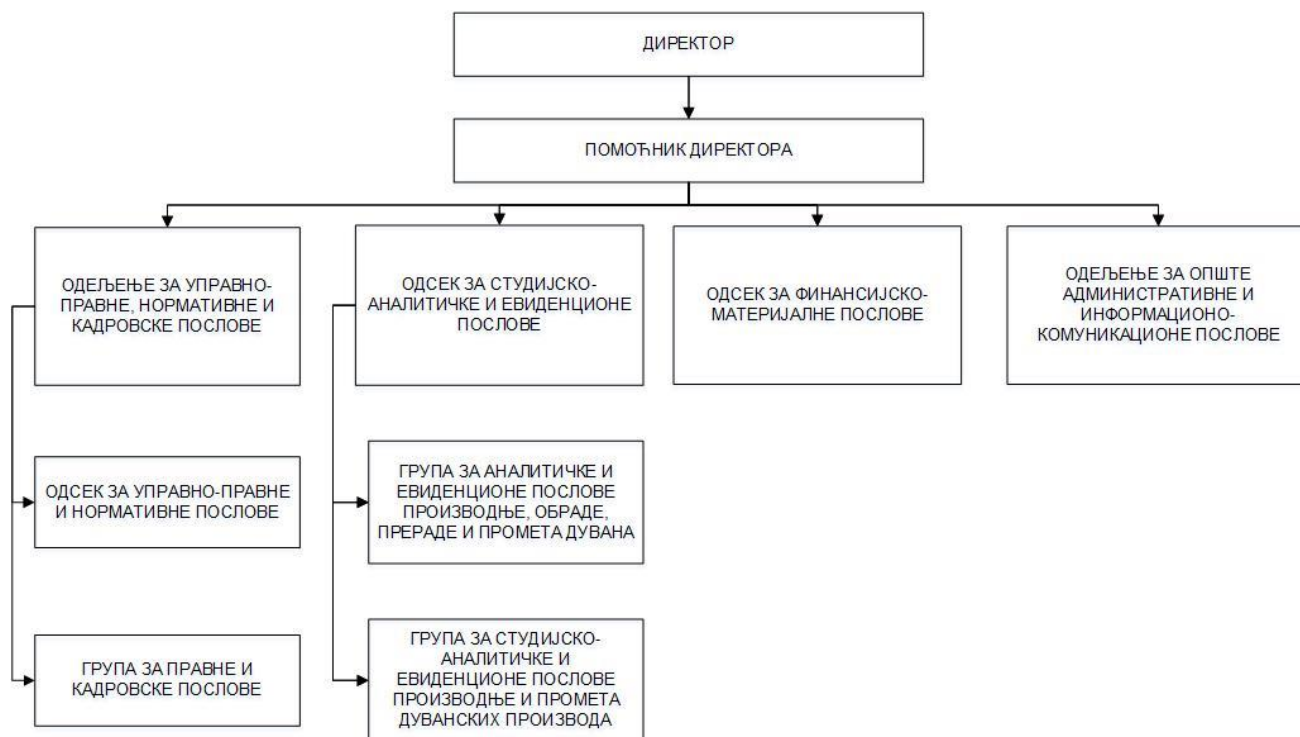 ДИРЕКТОР
ПОМОЋНИК ДИРЕКТОРА
ОДЕЉЕЊЕ ЗА УПРАВНО-
ПРАВНЕ, НОРМАТИВНЕ И
КАДРОВСКЕ ПОСЛОВЕ
ОДСЕК ЗА СТУДИЈСКО-
АНАЛИТИЧКЕ И ЕВИДЕНЦИОНЕ
ПОСЛОВЕ
ОДСЕК ЗА ФИНАНСИЈСКО-
МАТЕРИЈАЛНЕ ПОСЛОВЕ
ОДЕЉЕЊЕ ЗА ОПШТЕ
АДМИНИСТРАТИВНЕ И
ИНФОРМАЦИОНО-
КОМУНИКАЦИОНЕ ПОСЛОВЕ
ОДСЕК ЗА УПРАВНО-ПРАВНЕ
И НОРМАТИВНЕ ПОСЛОВЕ
ГРУПА ЗА АНАЛИТИЧКЕ И
ЕВИДЕНЦИОНЕ ПОСЛОВЕ
ПРОИЗВОДЊЕ, ОБРАДЕ,
ПРЕРАДЕ И ПРОМЕТА ДУВАНА
ГРУПА ЗА ПРАВНЕ И
КАДРОВСКЕ ПОСЛОВЕ
ГРУПА ЗА СТУДИЈСКО-
АНАЛИТИЧКЕ И
ЕВИДЕНЦИОНЕ ПОСЛОВЕ
ПРОИЗВОДЊЕ И ПРОМЕТА
ДУВАНСКИХ ПРОИЗВОДА